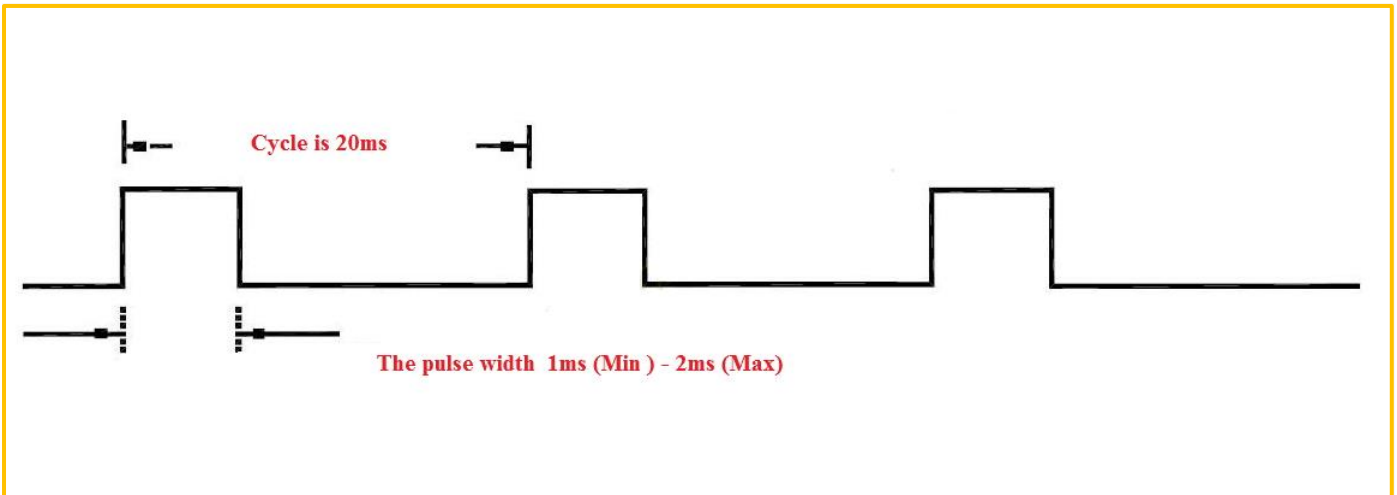 Cycle is 20ms
The pulse width  1ms (Min ) - 2ms (Max)